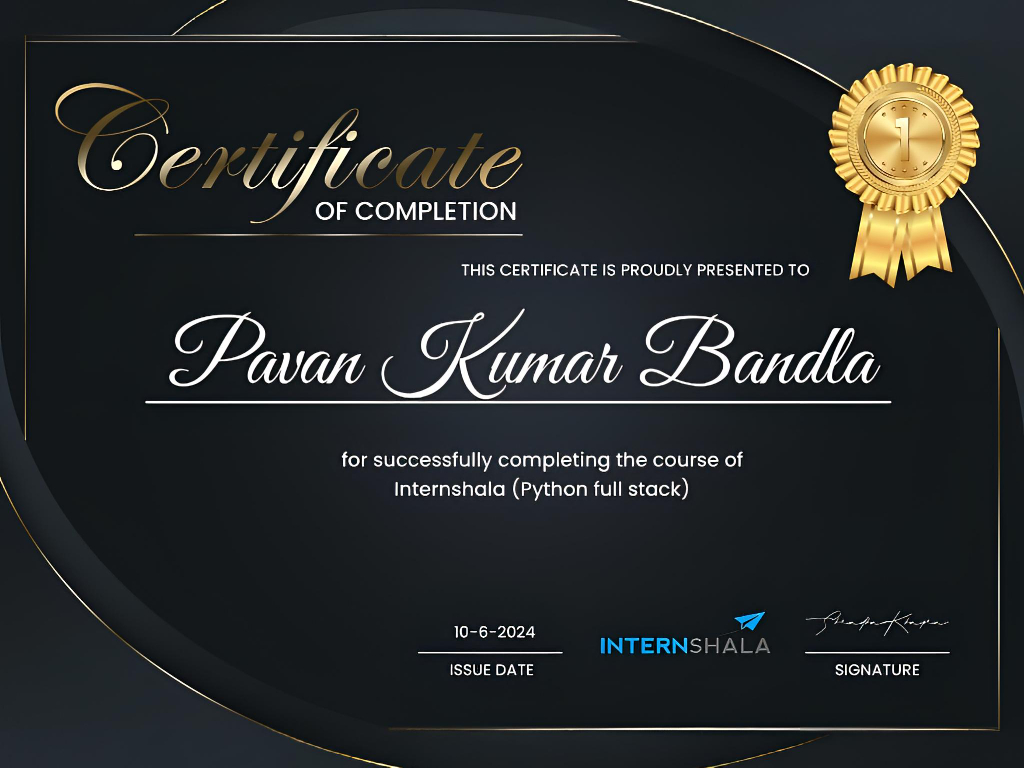 Certificate
OF COMPLETION
1
THIS CERTIFICATE IS PROUDLY PRESENTED TO
Pavan Kumar Bandla
for successfully completing the course of
Internshala (Python full stack)
10-6-2024
ISSUE DATE
INTERNSHALA
SIGNATURE